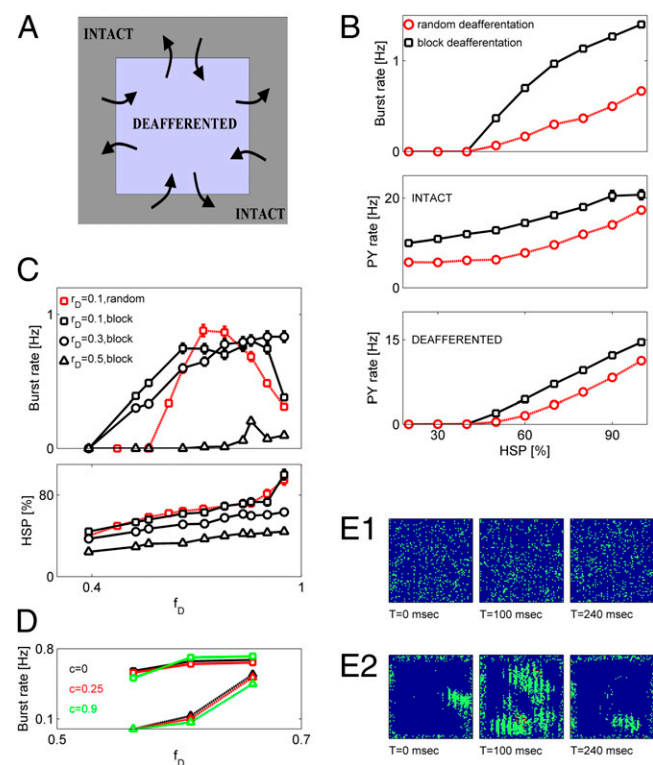 A
INTACT
DEAFFERENTED
INTACT
B
random deafferentation
block deafferentation
Burst rate [Hz]
1
0
INTACT
PY rate [Hz]
20
0
DEAFFERENTED
PY rate [Hz]
15
0
30
60
90
HSP [%]
C
r_D=0.1,random
r_D=0.1,block
r_D=0.3,block
r_D=0.5,block
Burst rate [Hz]
1
0
HSP [%]
80
0
0.4
1
f_D
D
Burst rate [Hz]
0.8
0.1
c=0
c=0.25
c=0.9
0.5
0.7
f_D
E1
T=0 msec
T=100 msec
T=240 msec
E2
T=0 msec
T=100 msec
T=240 msec